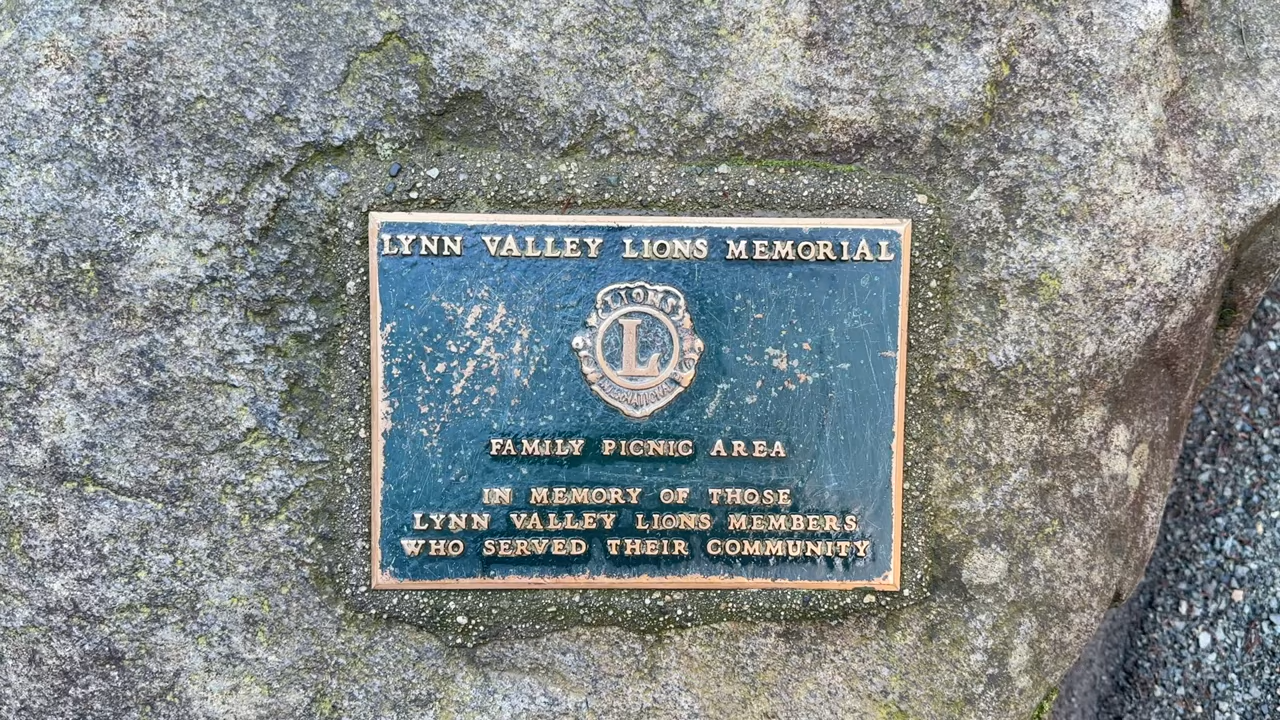 LYNN VALLEY LIONS MEMORIAL
LIONS
L
INTERNATIONAL
FAMILY PICNIC AREA
IN MEMORY OF THOSE
LYNN VALLEY LIONS MEMBERS
WHO SERVED THEIR COMMUNITY